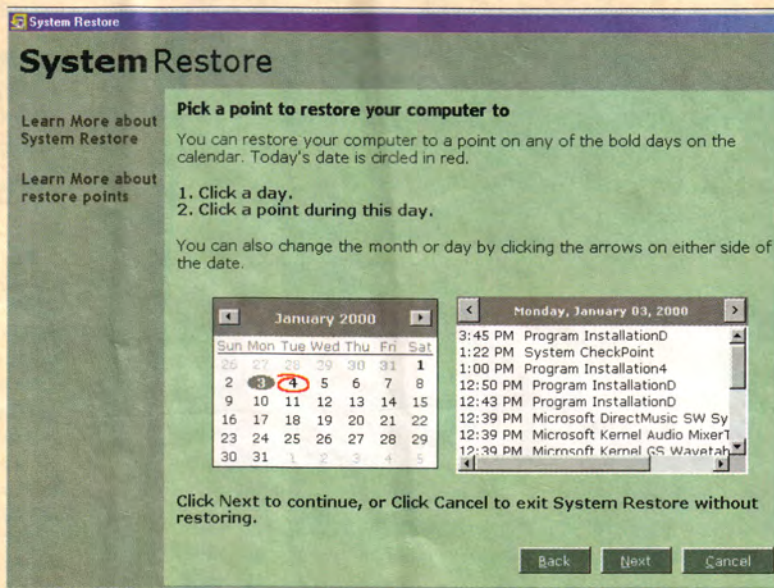 System Restore
System Restore
Learn More about
System Restore
Learn More about
restore points
Pick a point to restore your computer to
You can restore your computer to a point on any of the bold days on the
calendar. Today's date is circled in red.
1. Click a day.
2. Click a point during this day.
You can also change the month or day by clicking the arrows on either side of
the date.
January 2000
Sun Mon Tue Wed Thu Fri Sat
26 27 28 29 30 31 1
2 3 4 5 6 7 8
9 10 11 12 13 14 15
16 17 18 19 20 21 22
23 24 25 26 27 28 29
30 31 1 2 3 4 5
Monday, January 03, 2000
3:45 PM Program InstallationD
1:22 PM System CheckPoint
1:00 PM Program Installation4
12:50 PM Program InstallationD
12:43 PM Program InstallationD
12:39 PM Microsoft DirectMusic SW Sy
12:39 PM Microsoft Kernel Audio MixerT
12:39 PM Microsoft Kernel GS Wavetab
Click Next to continue, or Click Cancel to exit System Restore without
restoring.
Back
Next
Cancel